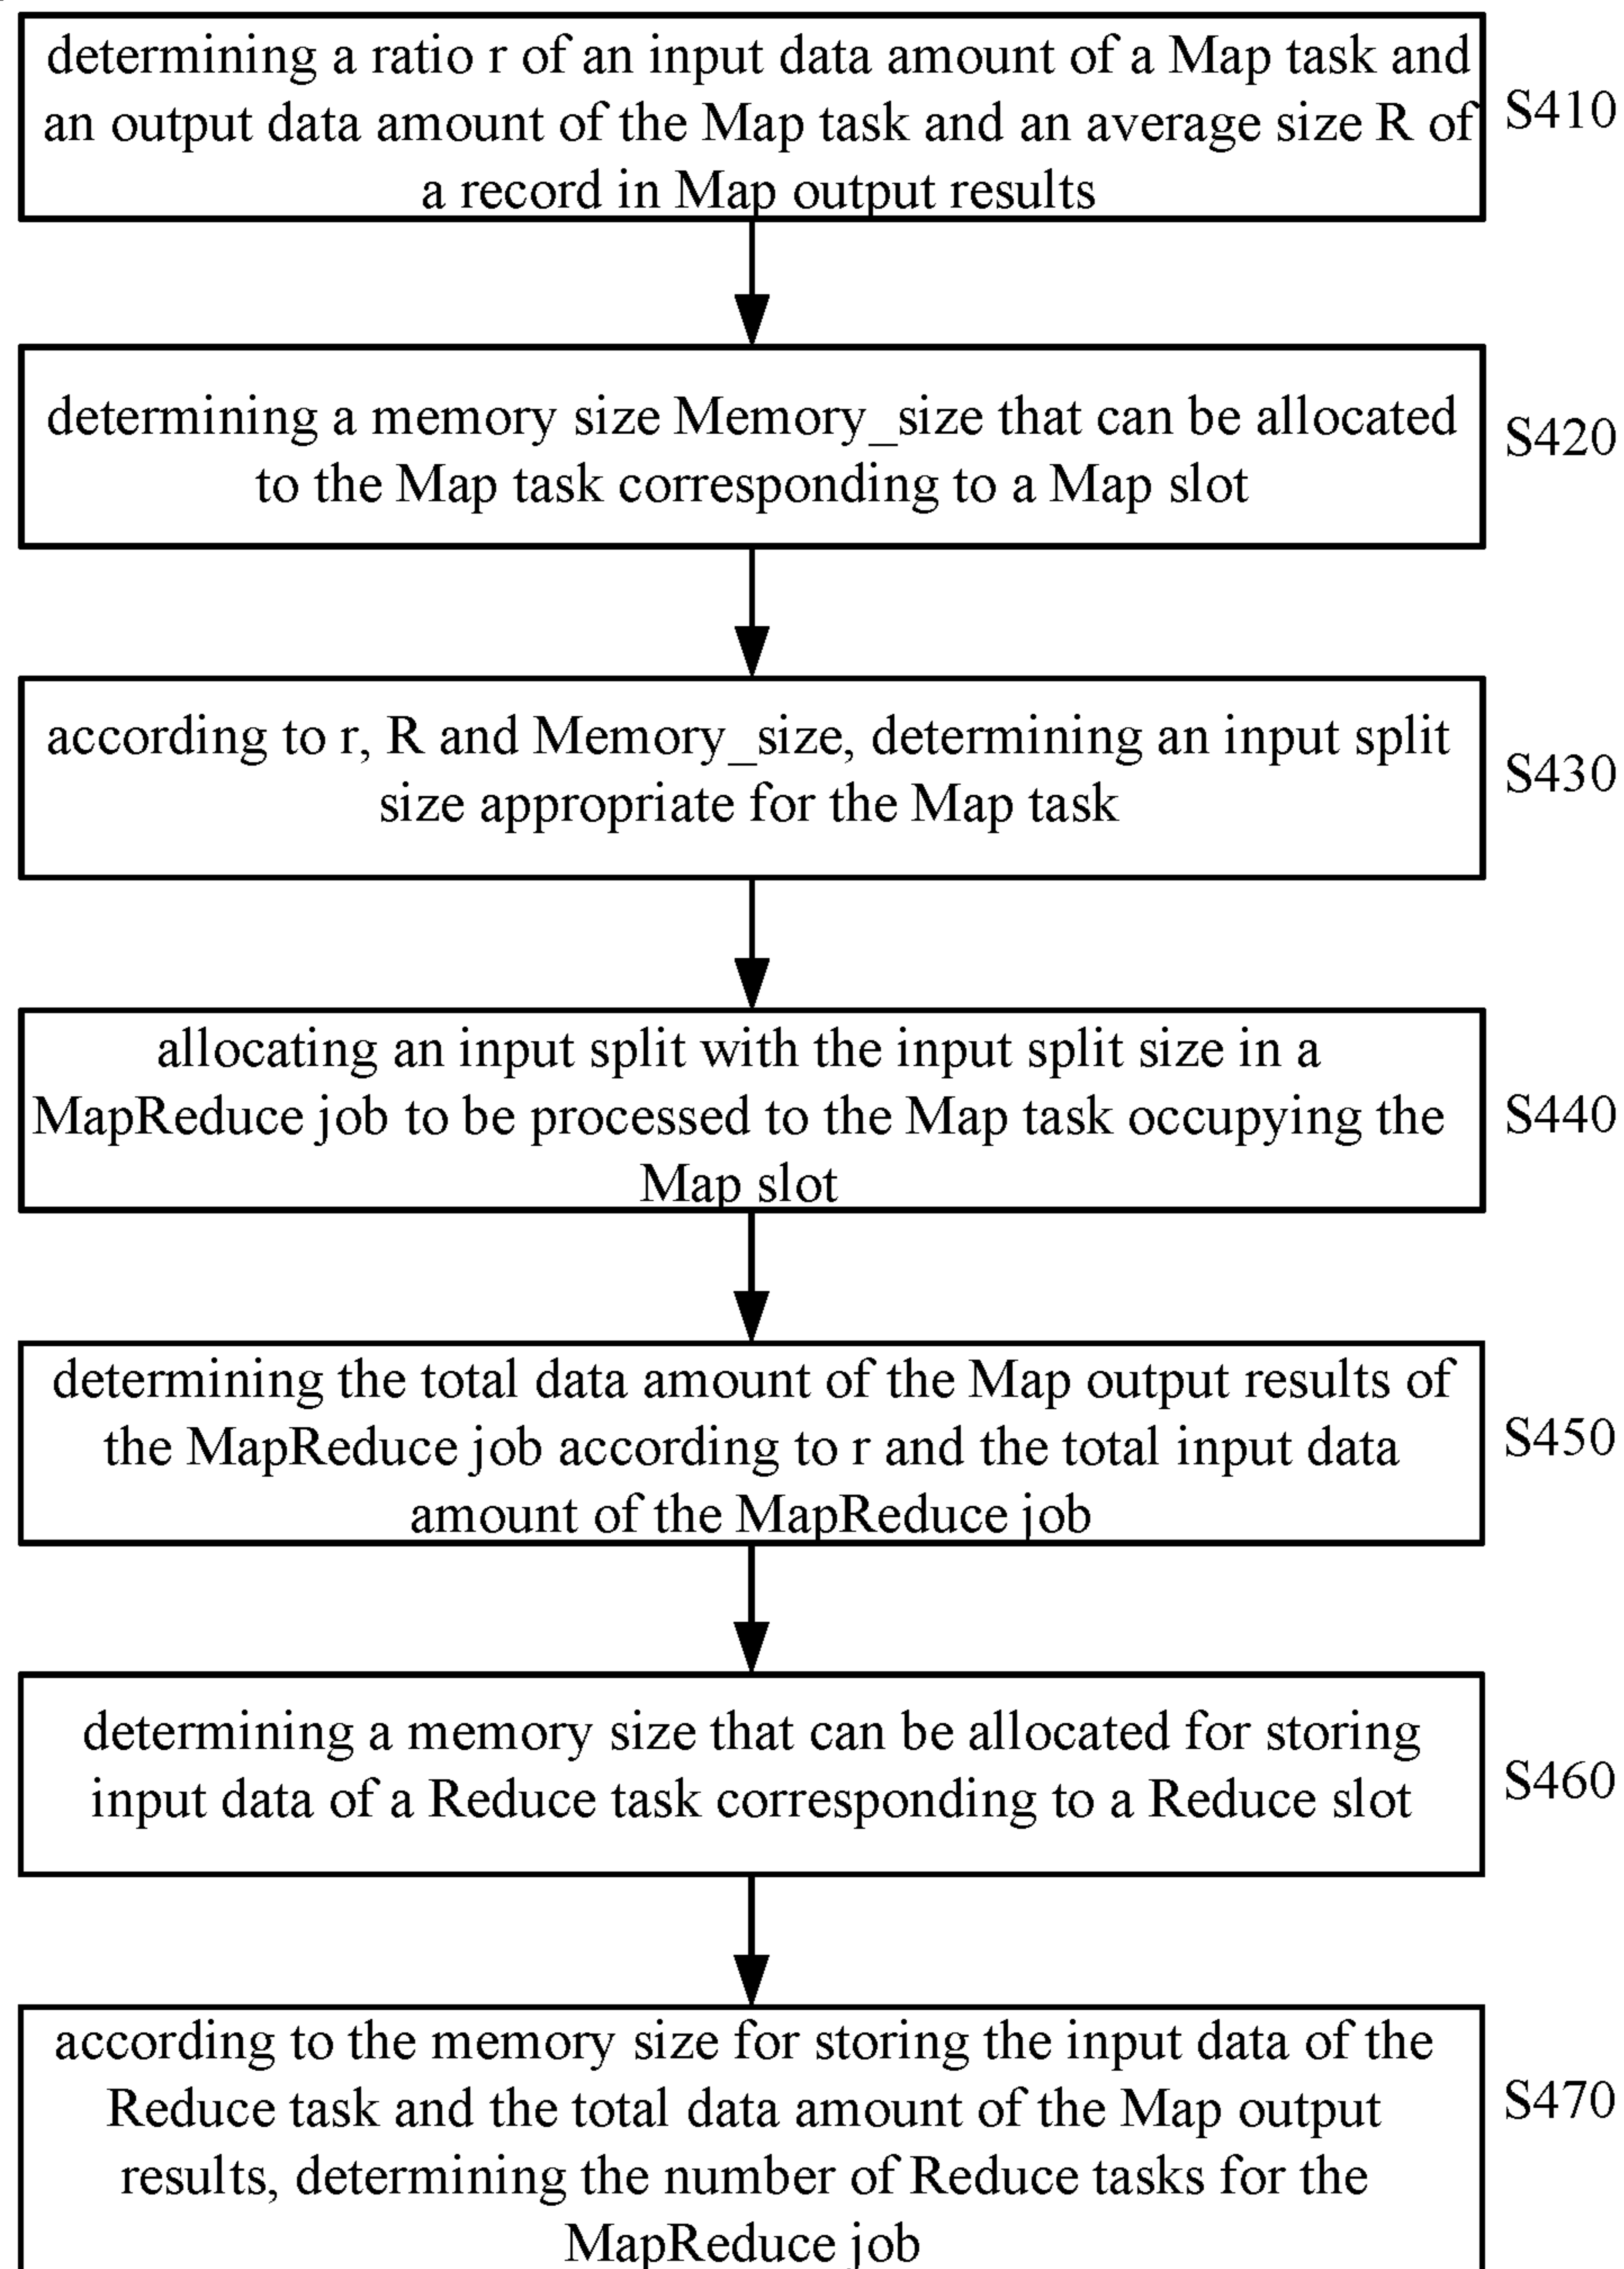 determining a ratio r of an input data amount of a Map task and
an output data amount of the Map task and an average size R of
a record in Map output results
S410
determining a memory size Memory_size that can be allocated
to the Map task corresponding to a Map slot
S420
according to r, R and Memory_size, determining an input split
size appropriate for the Map task
S430
allocating an input split with the input split size in a
MapReduce job to be processed to the Map task occupying the
Map slot
S440
determining the total data amount of the Map output results of
the MapReduce job according to r and the total input data
amount of the MapReduce job
S450
determining a memory size that can be allocated for storing
input data of a Reduce task corresponding to a Reduce slot
S460
according to the memory size for storing the input data of the
Reduce task and the total data amount of the Map output
results, determining the number of Reduce tasks for the
MapReduce job
S470